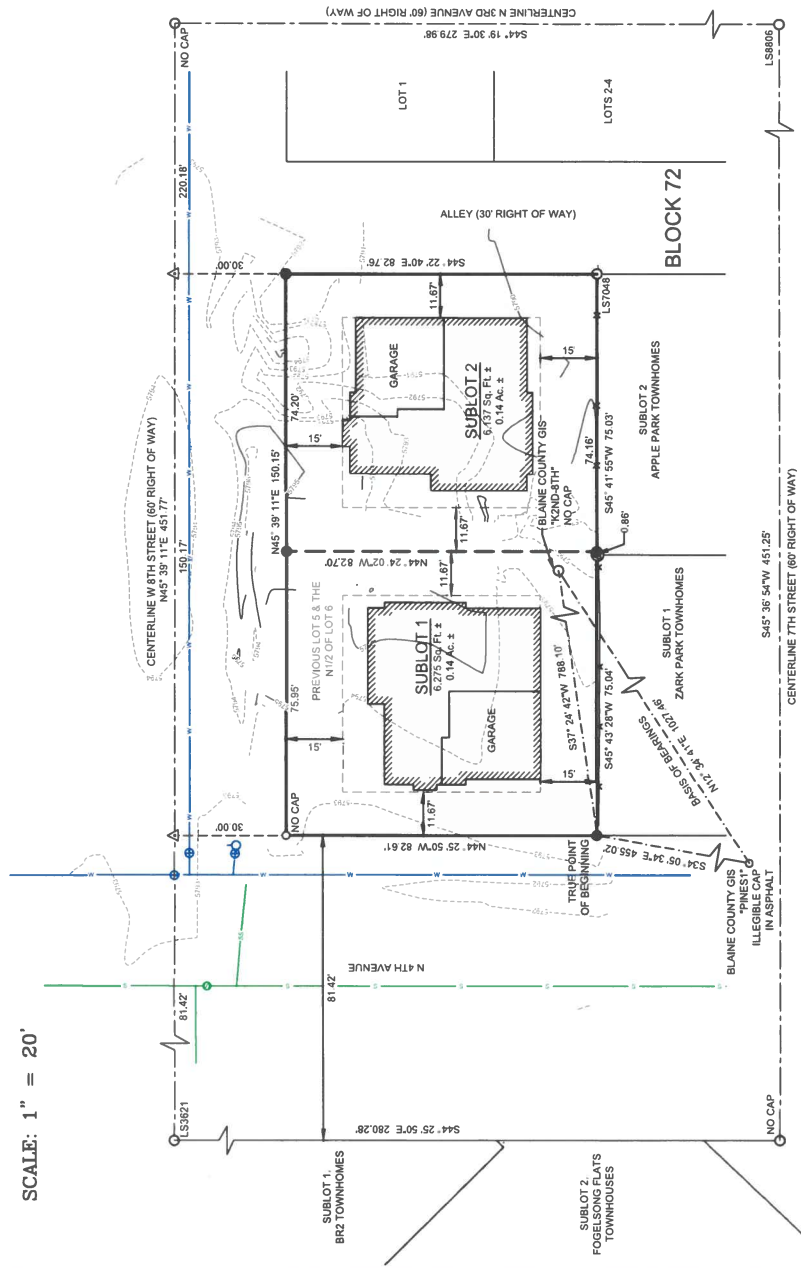 SCALE: 1" = 20'
LS3621
81.42'
CENTERLINE W 8TH STREET (60' RIGHT OF WAY)
N45° 39' 11"E 451.77'
150.17'
220.18'
NO CAP
CENTERLINE N 3RD AVENUE (60' RIGHT OF WAY)
S44° 19' 30"E 279.98'
30.00'
30.00'
NO CAP
75.95'
N45° 39' 11"E 150.15'
74.20'
PREVIOUS LOT 5 & THE
N1/2 OF LOT 6
15'
15'
LOT 1
LOTS 2-4
ALLEY (30' RIGHT OF WAY)
S44° 22' 40"E 82.76'
BLOCK 72
SUBLOT 1
6,275 Sq. Ft. ±
0.14 Ac. ±
GARAGE
SUBLOT 2
6,137 Sq. Ft. ±
0.14 Ac. ±
GARAGE
11.67'
11.67'
11.67'
11.67'
15'
15'
N44° 25' 50"W 82.61'
N44° 24' 02"W 82.70'
N 4TH AVENUE
81.42'
S44° 25' 50"E 280.28'
SUBLOT 1.
BR2 TOWNHOMES
SUBLOT 2.
FOGELSONG FLATS
TOWNHOUSES
TRUE POINT
OF BEGINNING
S37° 24' 42"W 788.10'
BLAINE COUNTY GIS
"K2ND-8TH"
NO CAP
74.16'
0.86'
LS7048
S45° 43' 28"W 75.04'
S45° 41' 55"W 75.03'
SUBLOT 1
ZARK PARK TOWNHOMES
SUBLOT 2
APPLE PARK TOWNHOMES
BASIS OF BEARINGS
N12° 34' 41"E 1027.46'
S34° 05' 34"E 455.02'
BLAINE COUNTY GIS
"PINES1"
ILLEGIBLE CAP
IN ASPHALT
NO CAP
S45° 36' 54"W 451.25'
CENTERLINE 7TH STREET (60' RIGHT OF WAY)
LS8806